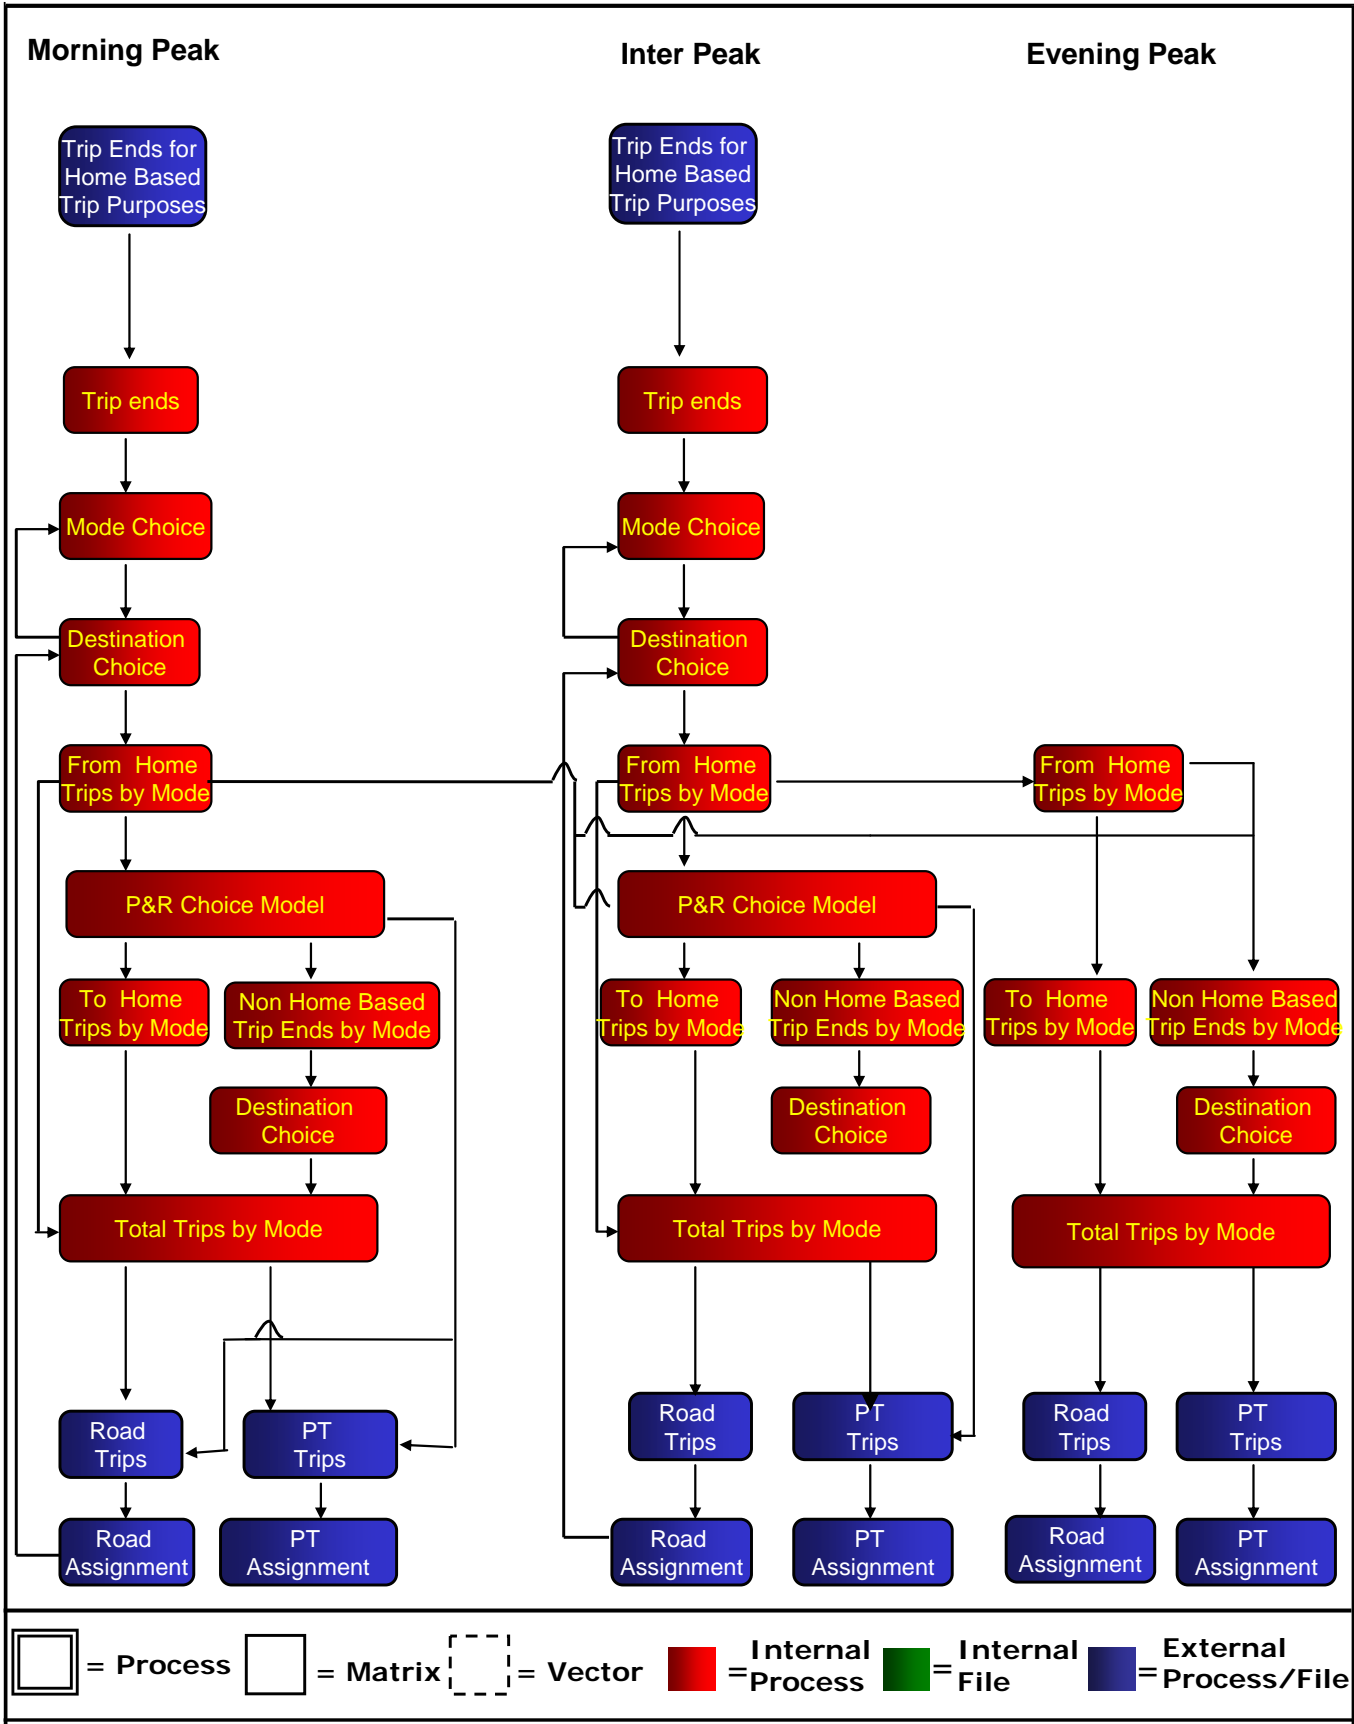 Morning Peak
Inter Peak
Evening Peak
Trip Ends for
Home Based
Trip Purposes
Trip Ends for
Home Based
Trip Purposes
Trip ends
Trip ends
Mode Choice
Mode Choice
Destination
Choice
Destination
Choice
From Home
Trips by Mode
From Home
Trips by Mode
From Home
Trips by Mode
P&R Choice Model
P&R Choice Model
To Home
Trips by Mode
Non Home Based
Trip Ends by Mode
To Home
Trips by Mode
Non Home Based
Trip Ends by Mode
To Home
Trips by Mode
Non Home Based
Trip Ends by Mode
Destination
Choice
Destination
Choice
Destination
Choice
Total Trips by Mode
Total Trips by Mode
Total Trips by Mode
Road
Trips
PT
Trips
Road
Trips
PT
Trips
Road
Trips
PT
Trips
Road
Assignment
PT
Assignment
Road
Assignment
PT
Assignment
Road
Assignment
PT
Assignment
= Process
= Matrix
= Vector
= Internal
Process
= Internal
File
= External
Process/File